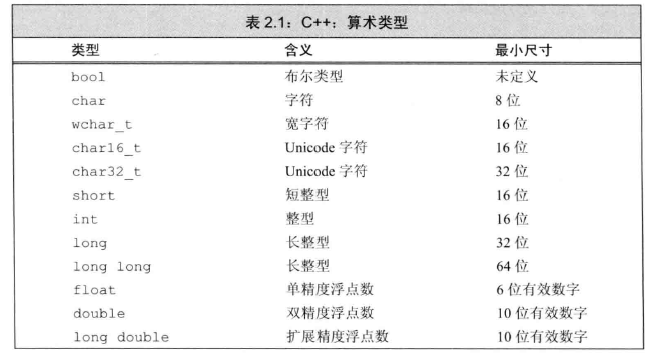 表 2.1：C++：算术类型
类型 含义 最小尺寸
bool 布尔类型 未定义
char 字符 8 位
wchar_t 宽字符 16 位
char16_t Unicode 字符 16 位
char32_t Unicode 字符 32 位
short 短整型 16 位
int 整型 16 位
long 长整型 32 位
long long 长整型 64 位
float 单精度浮点数 6 位有效数字
double 双精度浮点数 10 位有效数字
long double 扩展精度浮点数 10 位有效数字